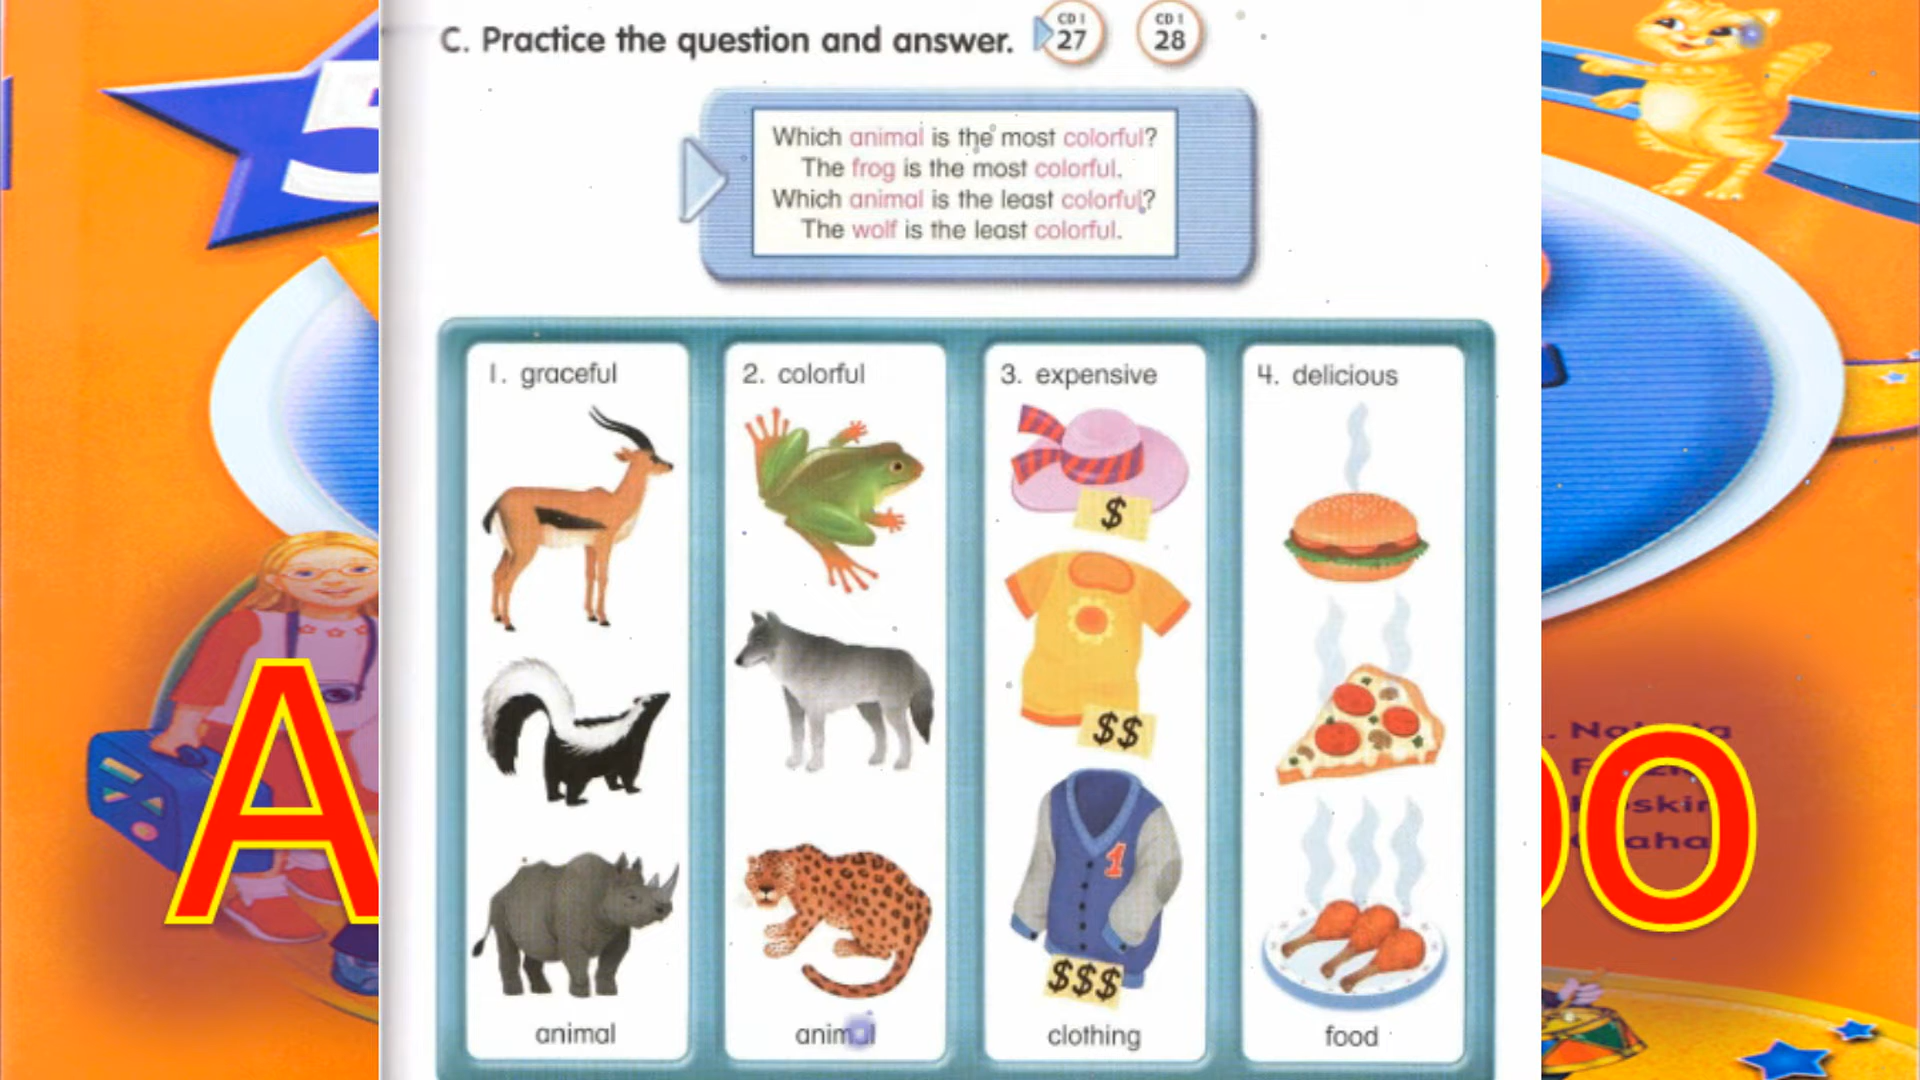 C. Practice the question and answer.
CD 1
27
CD 1
28
Which animal is the most colorful?
The frog is the most colorful.
Which animal is the least colorful?
The wolf is the least colorful.
1. graceful
2. colorful
3. expensive
4. delicious
$
$$
1
$$$
animal
animal
clothing
food
5
A